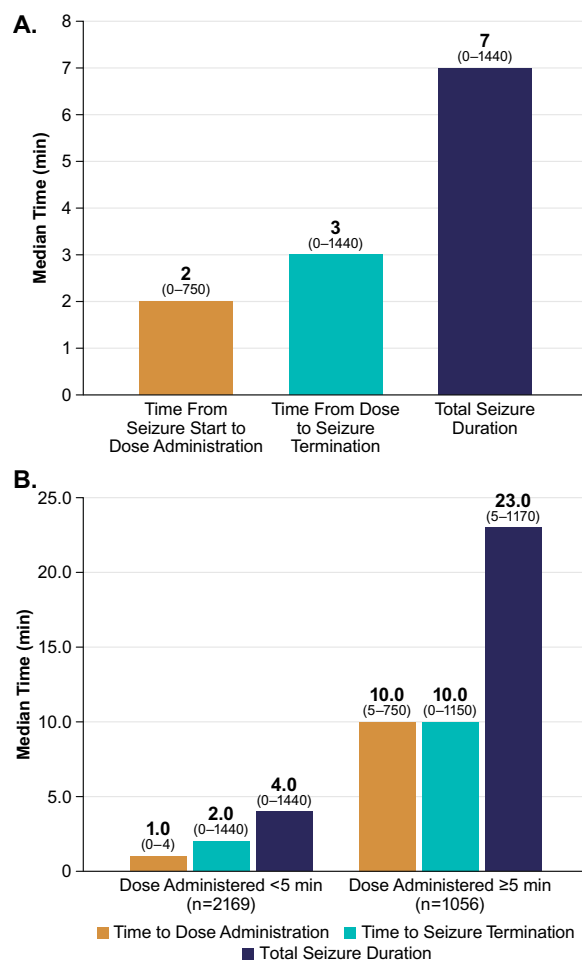 A.
Median Time (min)
8
7
6
5
4
3
2
1
0
2
(0–750)
3
(0–1440)
7
(0–1440)
Time From
Seizure Start to
Dose Administration
Time From Dose
to Seizure
Termination
Total Seizure
Duration
B.
Median Time (min)
25.0
20.0
15.0
10.0
5.0
0
1.0
(0–4)
2.0
(0–1440)
4.0
(0–1440)
10.0
(5–750)
10.0
(0–1150)
23.0
(5–1170)
Dose Administered <5 min
(n=2169)
Dose Administered ≥5 min
(n=1056)
Time to Dose Administration
Time to Seizure Termination
Total Seizure Duration